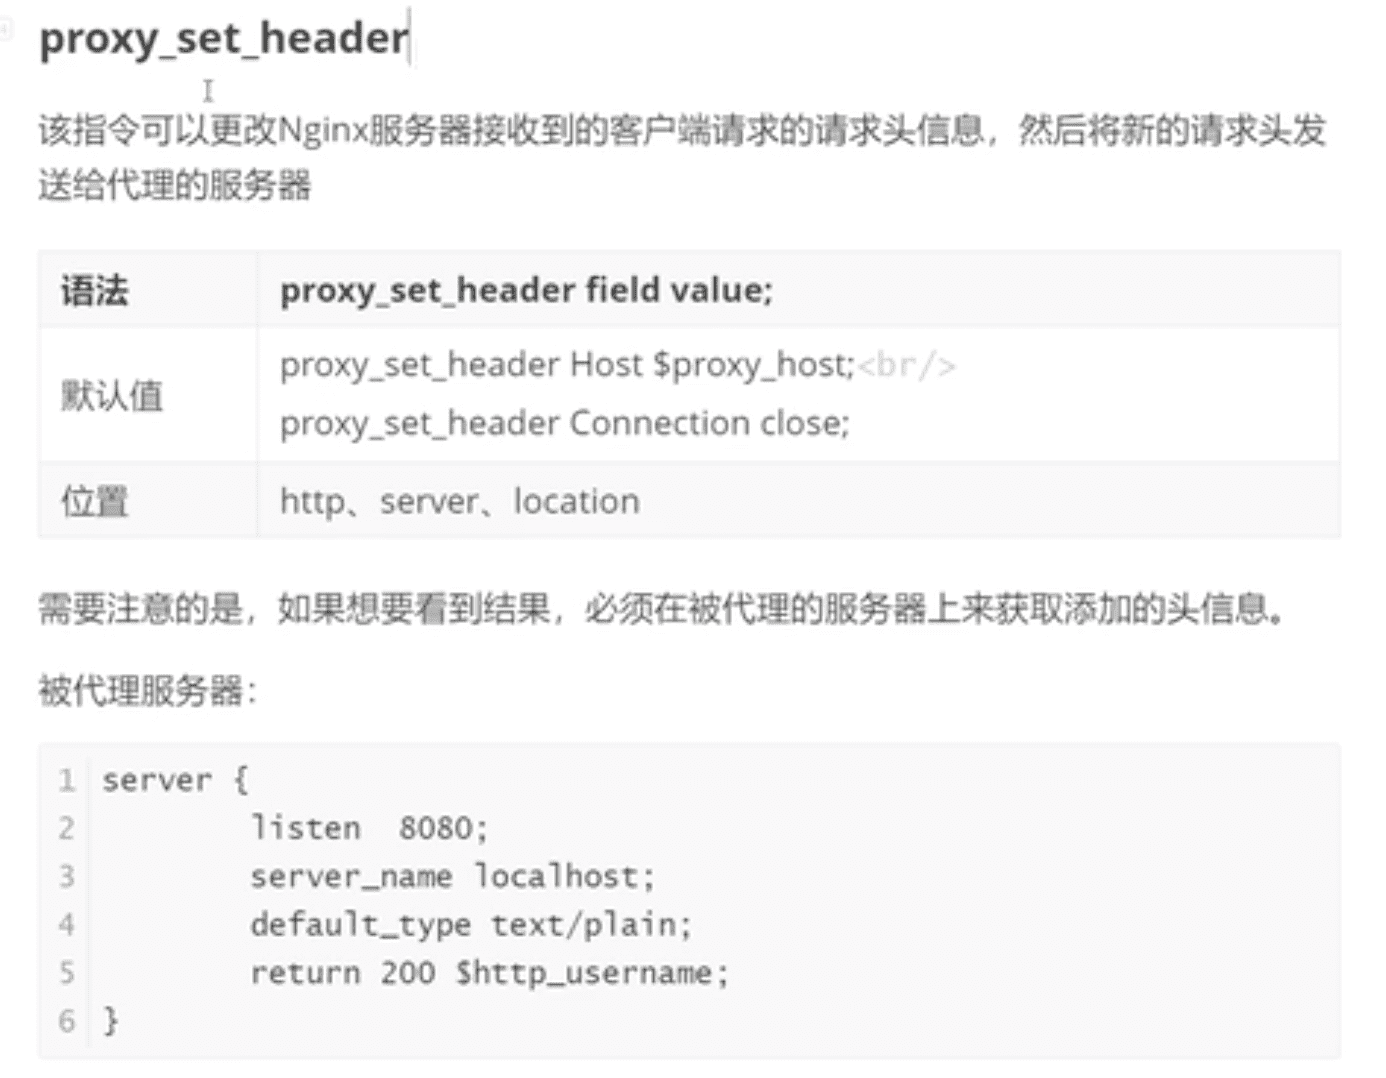 proxy_set_header
该指令可以更改Nginx服务器接收到的客户端请求的请求头信息，然后将新的请求头发
送给代理的服务器
语法 proxy_set_header field value;
默认值 proxy_set_header Host $proxy_host;<br/>
proxy_set_header Connection close;
位置 http、server、location
需要注意的是，如果想要看到结果，必须在被代理的服务器上来获取添加的头信息。
被代理服务器：
1 server {
2         listen  8080;
3         server_name localhost;
4         default_type text/plain;
5         return 200 $http_username;
6 }